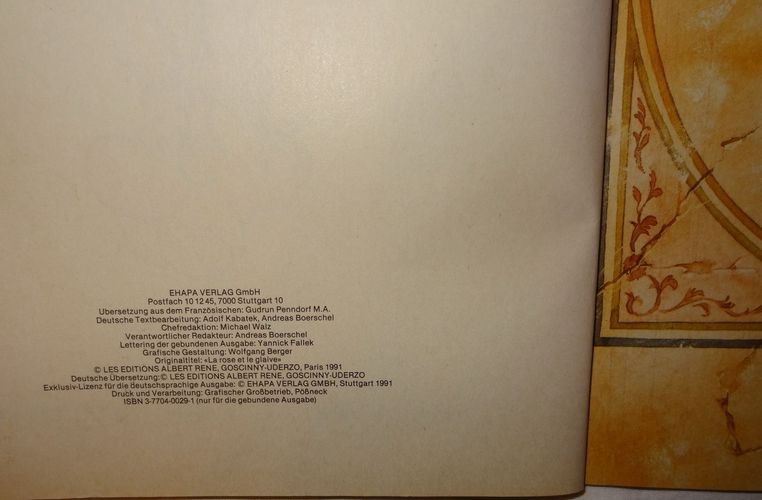 EHAPA VERLAG GmbH
Postfach 10 12 45, 7000 Stuttgart 10
Übersetzung aus dem Französischen: Gudrun Penndorf M.A.
Deutsche Textbearbeitung: Adolf Kabatek, Andreas Boerschel
Chefredaktion: Michael Walz
Verantwortlicher Redakteur: Andreas Boerschel
Lettering der gebundenen Ausgabe: Yannick Fallek
Grafische Gestaltung: Wolfgang Berger
Originaltitel: «La rose et le glaive»
© LES EDITIONS ALBERT RENE, GOSCINNY-UDERZO, Paris 1991
Deutsche Übersetzung: © LES EDITIONS ALBERT RENE, GOSCINNY-UDERZO
Exklusiv-Lizenz für die deutschsprachige Ausgabe: © EHAPA VERLAG GMBH, Stuttgart 1991
Druck und Verarbeitung: Grafischer Großbetrieb, Pößneck
ISBN 3-7704-0029-1 (nur für die gebundene Ausgabe)